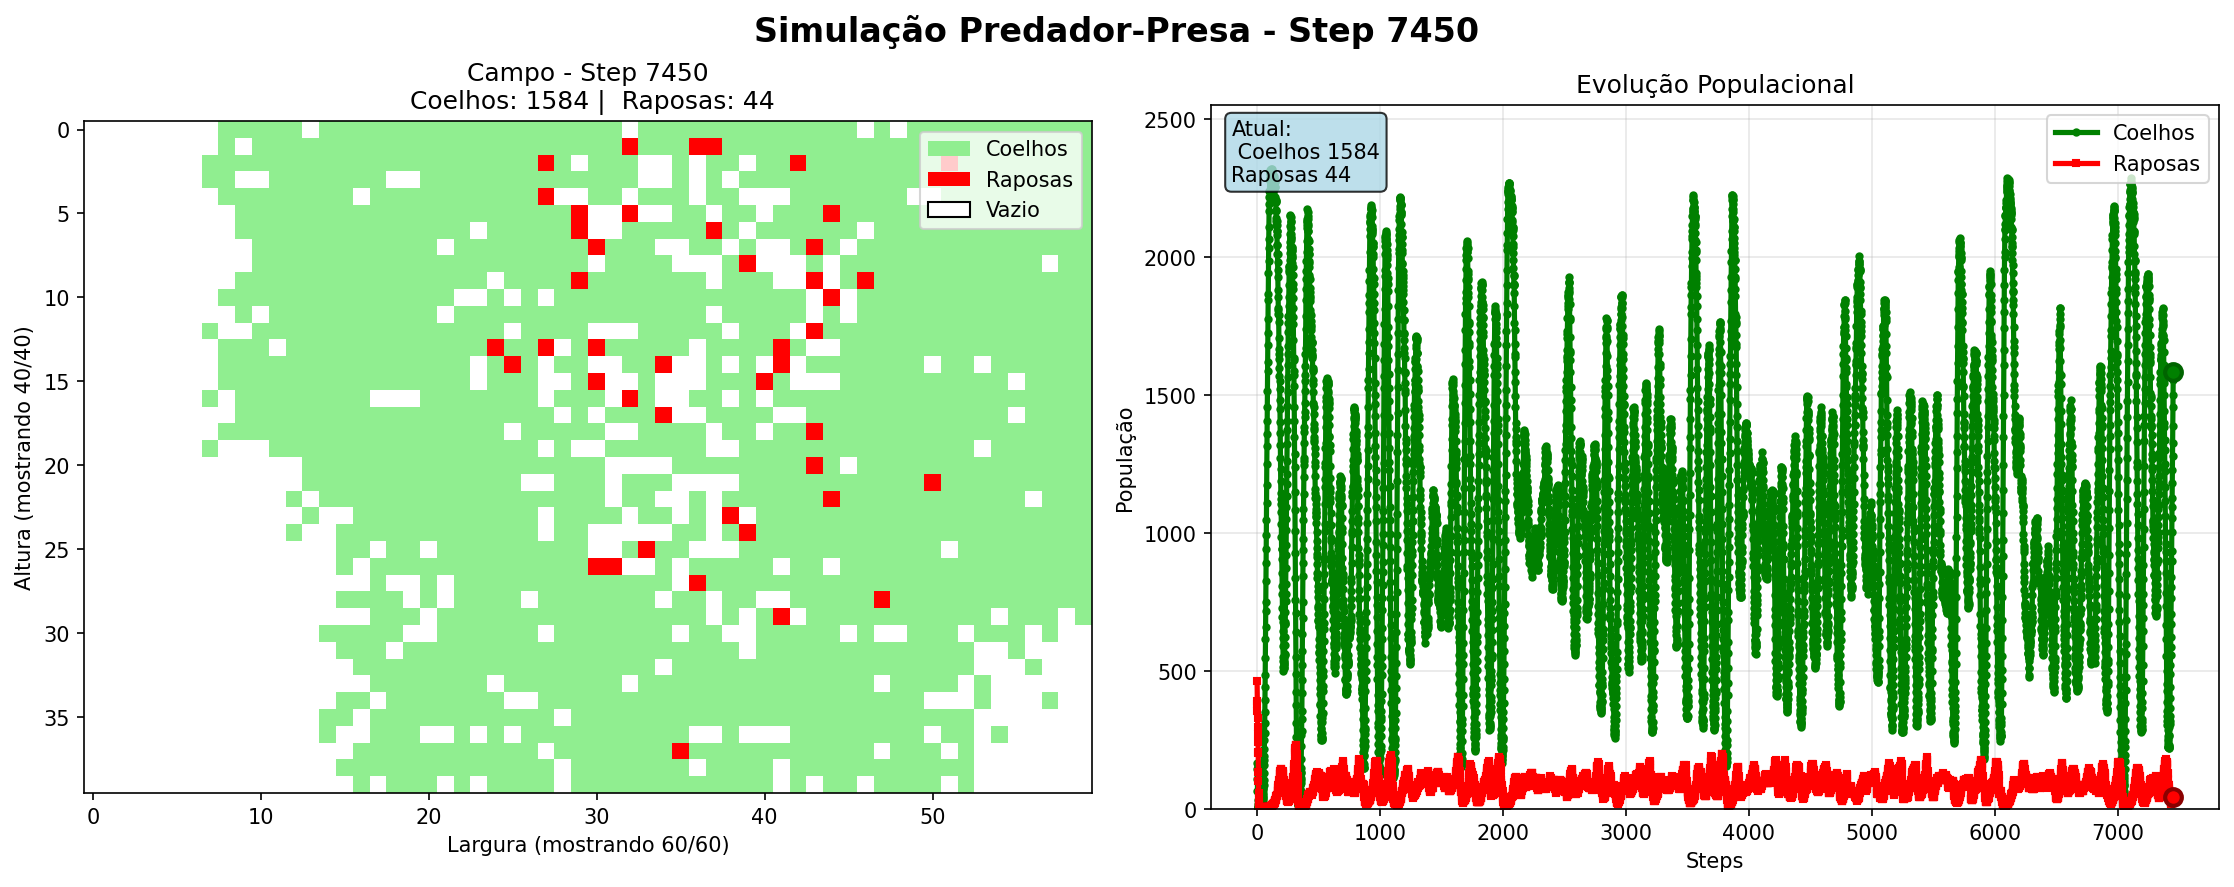 Simulação Predador-Presa - Step 7450
Campo - Step 7450
Coelhos: 1584 |  Raposas: 44
Coelhos
Raposas
Vazio
0
5
10
15
20
25
30
35
Altura (mostrando 40/40)
0
10
20
30
40
50
Largura (mostrando 60/60)
Evolução Populacional
Atual:
Coelhos 1584
Raposas 44
Coelhos
Raposas
2500
2000
1500
1000
500
0
População
0
1000
2000
3000
4000
5000
6000
7000
Steps